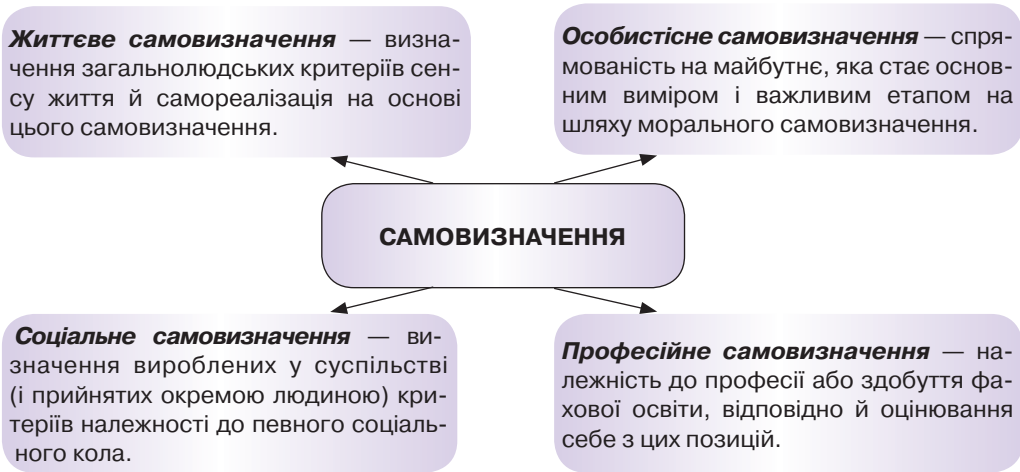 Життєве самовизначення — визна-
чення загальнолюдських критеріїв сен-
су життя й самореалізація на основі
цього самовизначення.
Особистісне самовизначення — спря-
мованість на майбутнє, яка стає основ-
ним виміром і важливим етапом на
шляху морального самовизначення.
САМОВИЗНАЧЕННЯ
Соціальне самовизначення — ви-
значення вироблених у суспільстві
(і прийнятих окремою людиною) кри-
теріїв належності до певного соціаль-
ного кола.
Професійне самовизначення — на-
лежність до професії або здобуття фа-
хової освіти, відповідно й оцінювання
себе з цих позицій.